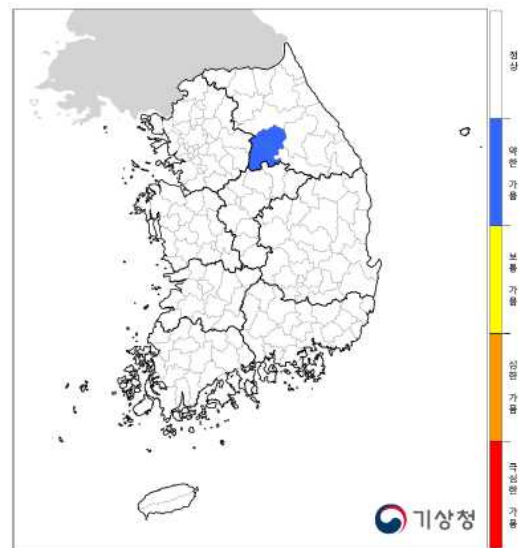 정상
약한 가뭄
보통 가뭄
심한 가뭄
극심한 가뭄
기상청